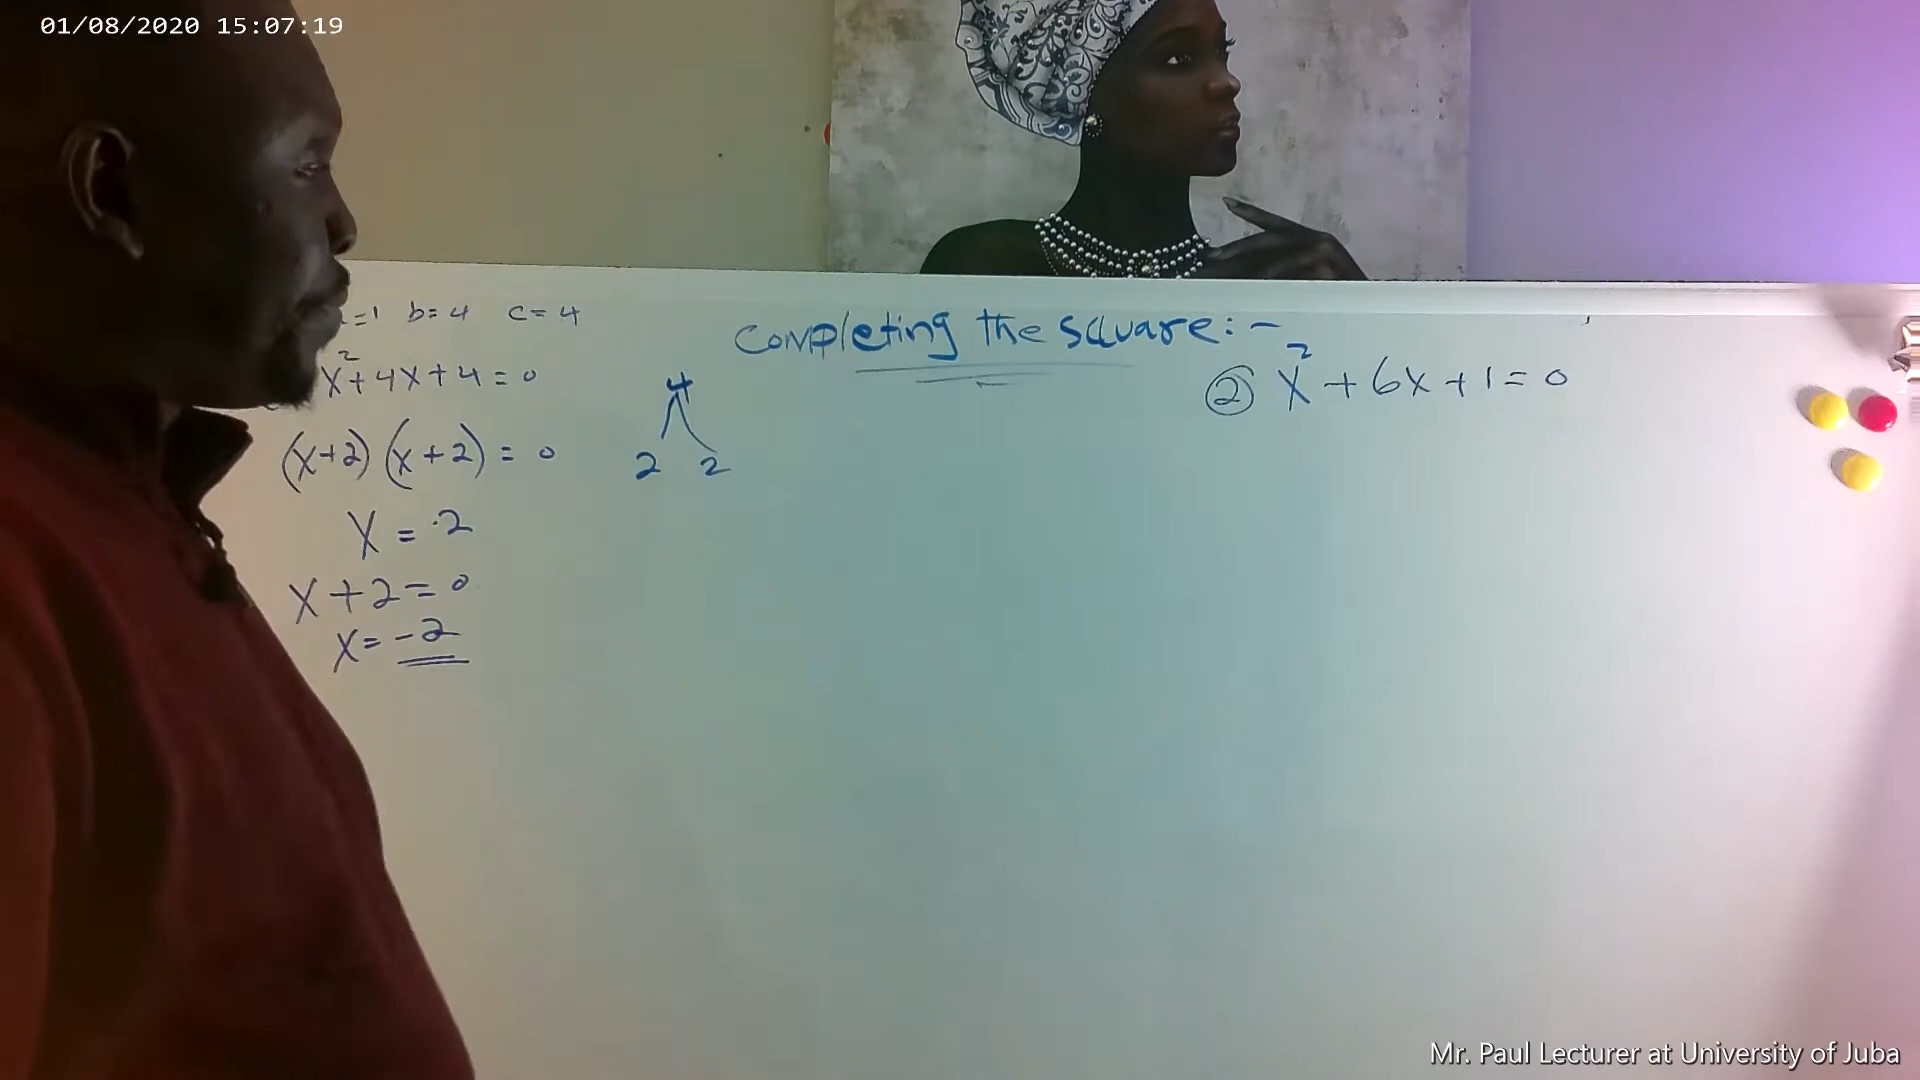 01/08/2020 15:07:19
=1 b=4 c=4
x²+4x+4=0
(x+2)(x+2)=0
x=-2
x+2=0
x=-2
4
2 2
Completing the square:-
② x²+6x+1=0
Mr. Paul Lecturer at University of Juba